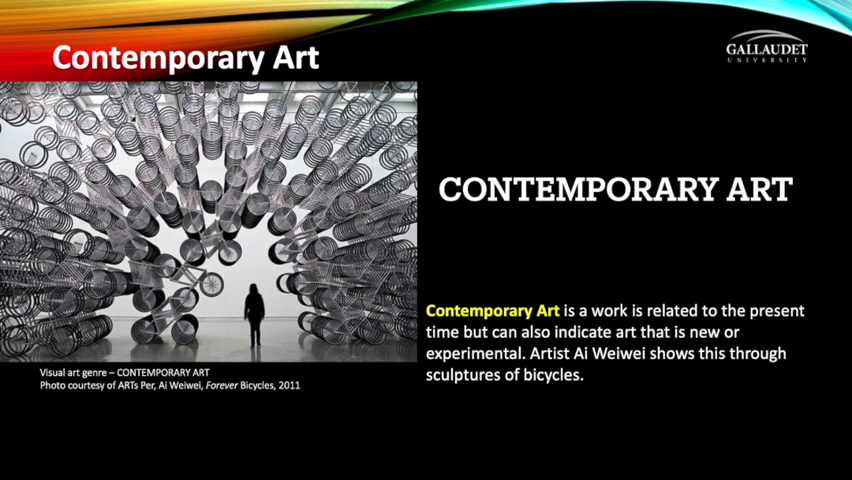 Contemporary Art
GALLAUDET
UNIVERSITY
CONTEMPORARY ART
Contemporary Art is a work is related to the present
time but can also indicate art that is new or
experimental. Artist Ai Weiwei shows this through
sculptures of bicycles.
Visual art genre – CONTEMPORARY ART
Photo courtesy of ARTs Per, Ai Weiwei, Forever Bicycles, 2011